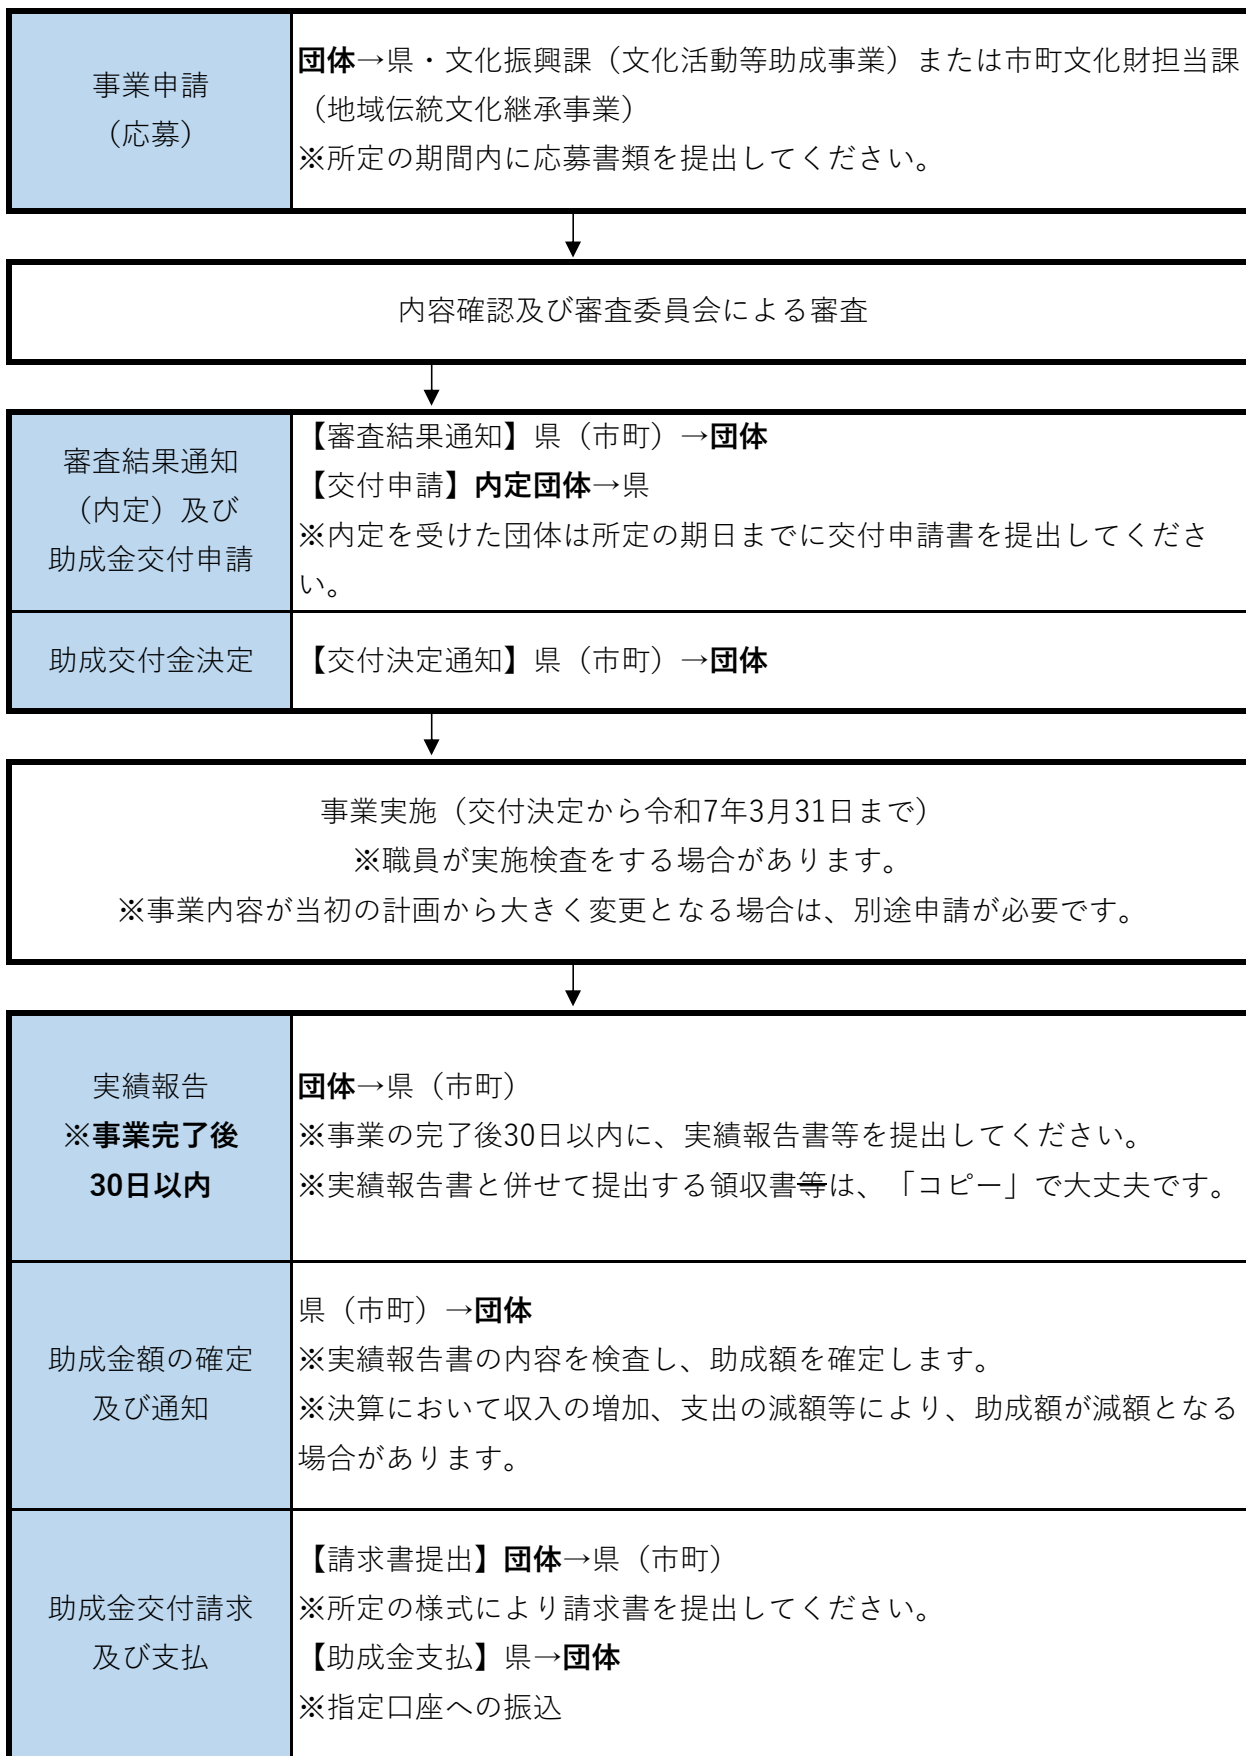 事業申請
（応募）
団体→県・文化振興課（文化活動等助成事業）または市町文化財担当課
（地域伝統文化継承事業）
※所定の期間内に応募書類を提出してください。
内容確認及び審査委員会による審査
審査結果通知
（内定）及び
助成金交付申請
【審査結果通知】県（市町）→団体
【交付申請】内定団体→県
※内定を受けた団体は所定の期日までに交付申請書を提出してくださ
い。
助成交付金決定
【交付決定通知】県（市町）→団体
事業実施（交付決定から令和7年3月31日まで）
※職員が実施検査をする場合があります。
※事業内容が当初の計画から大きく変更となる場合は、別途申請が必要です。
実績報告
※事業完了後
30日以内
団体→県（市町）
※事業の完了後30日以内に、実績報告書等を提出してください。
※実績報告書と併せて提出する領収書等は、「コピー」で大丈夫です。
助成金額の確定
及び通知
県（市町）→団体
※実績報告書の内容を検査し、助成額を確定します。
※決算において収入の増加、支出の減額等により、助成額が減額となる
場合があります。
助成金交付請求
及び支払
【請求書提出】団体→県（市町）
※所定の様式により請求書を提出してください。
【助成金支払】県→団体
※指定口座への振込